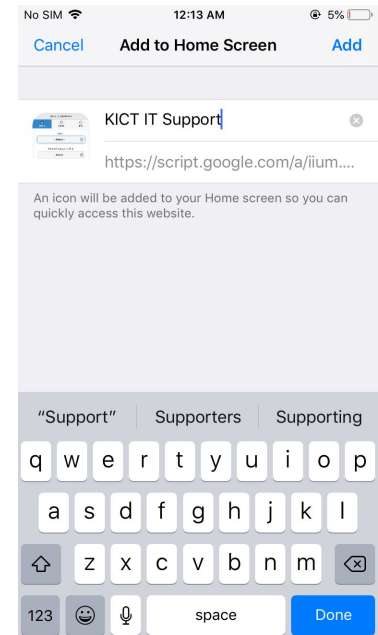 No SIM 12:13 AM 5%
Cancel Add to Home Screen Add
KICT IT Support
https://script.google.com/a/iium....
An icon will be added to your Home screen so you can
quickly access this website.
“Support” Supporters Supporting
q w e r t y u i o p
a s d f g h j k l
z x c v b n m
123 space Done